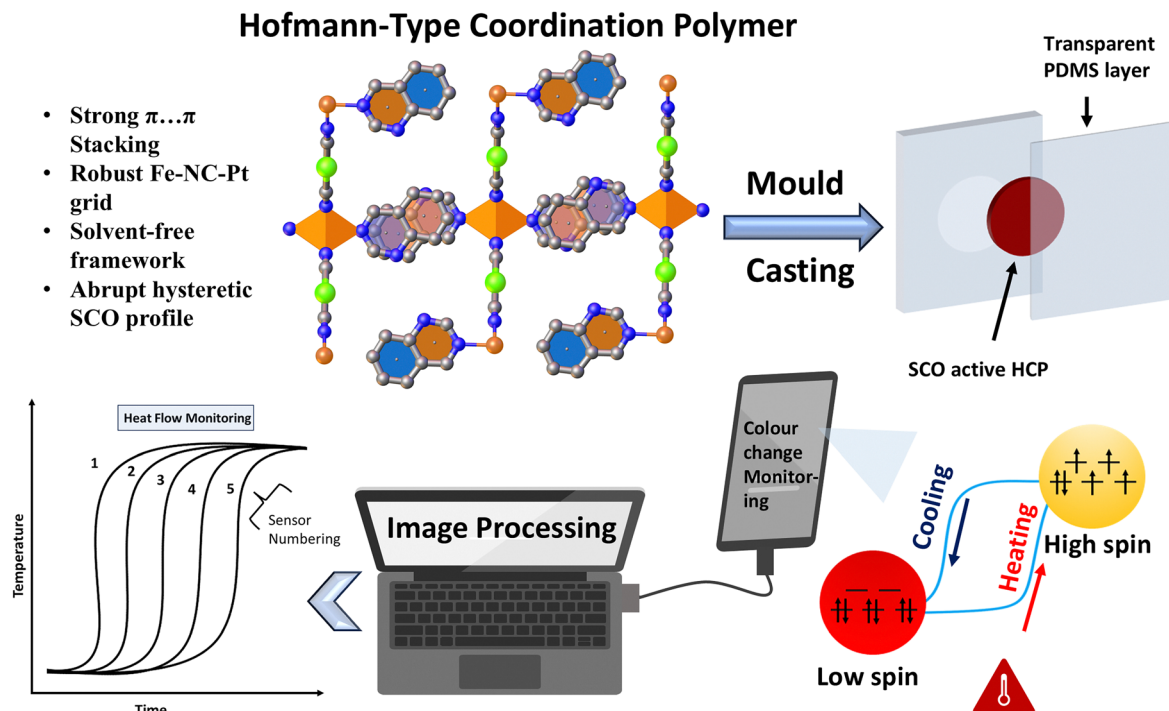 Hofmann-Type Coordination Polymer
• Strong π…π
Stacking
• Robust Fe-NC-Pt
grid
• Solvent-free
framework
• Abrupt hysteretic
SCO profile
Mould
Casting
Transparent
PDMS layer
SCO active HCP
Heat Flow Monitoring
1
2
3
4
5
Sensor
Numbering
Temperature
Time
Image Processing
Colour
change
Monitor-
ing
Cooling
Heating
High spin
Low spin